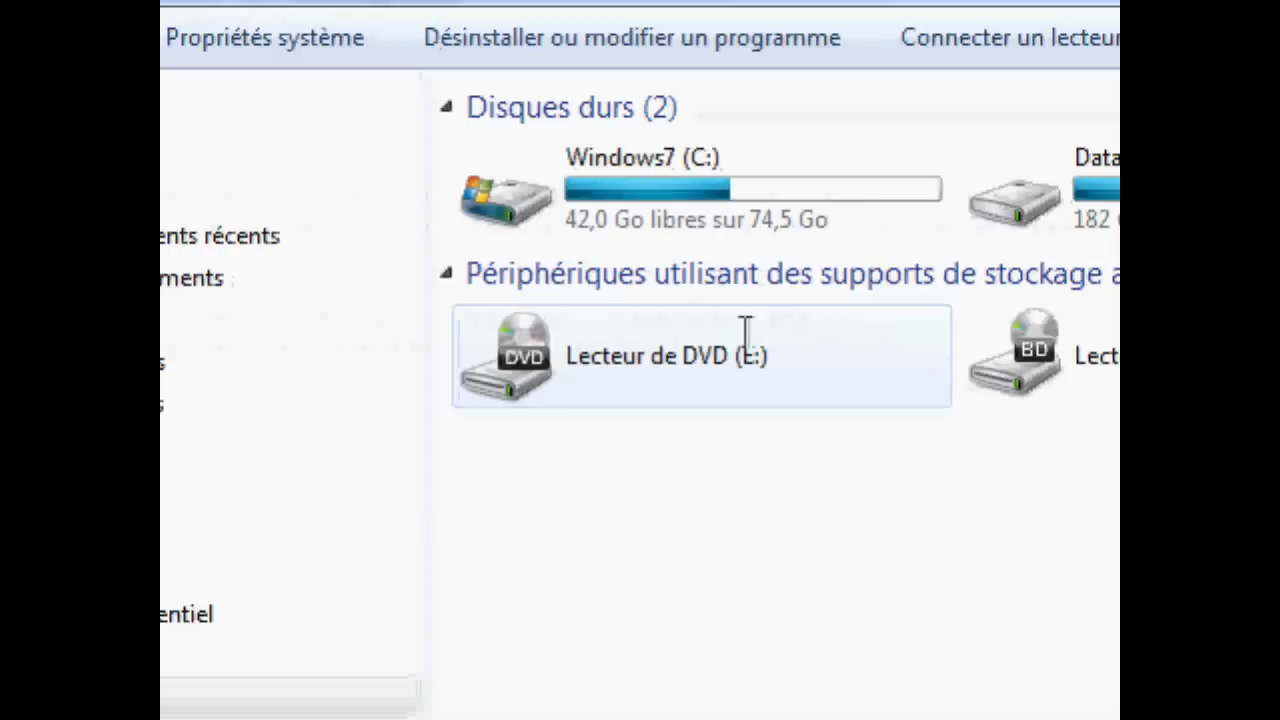 Propriétés système Désinstaller ou modifier un programme Connecter un lecteur
Disques durs (2)
Windows7 (C:) Data
42,0 Go libres sur 74,5 Go 182
ents récents
Périphériques utilisant des supports de stockage a
ments
DVD Lecteur de DVD (E:) BD Lect
s
s
entiel